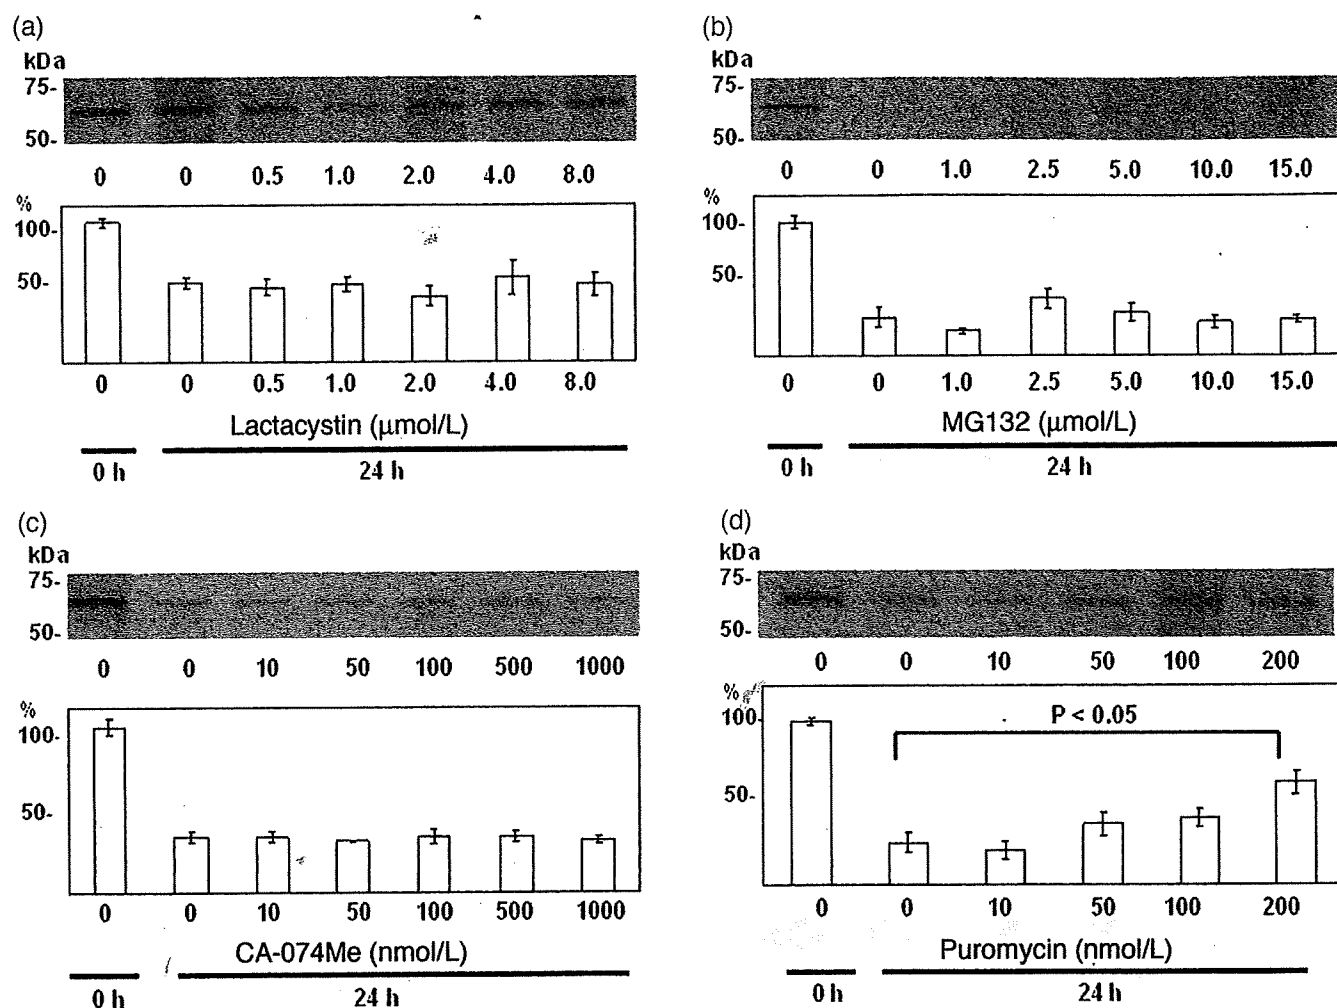 (a)
kDa
75-
50-
0 0 0.5 1.0 2.0 4.0 8.0
%
100-
50-
0 0 0.5 1.0 2.0 4.0 8.0
Lactacystin (μmol/L)
0 h 24 h
(b)
kDa
75-
50-
0 0 1.0 2.5 5.0 10.0 15.0
%
100-
50-
0 0 1.0 2.5 5.0 10.0 15.0
MG132 (μmol/L)
0 h 24 h
(c)
kDa
75-
50-
0 0 10 50 100 500 1000
%
100-
50-
0 0 10 50 100 500 1000
CA-074Me (nmol/L)
0 h 24 h
(d)
kDa
75-
50-
0 0 10 50 100 200
%
100-
P < 0.05
50-
0 0 10 50 100 200
Puromycin (nmol/L)
0 h 24 h